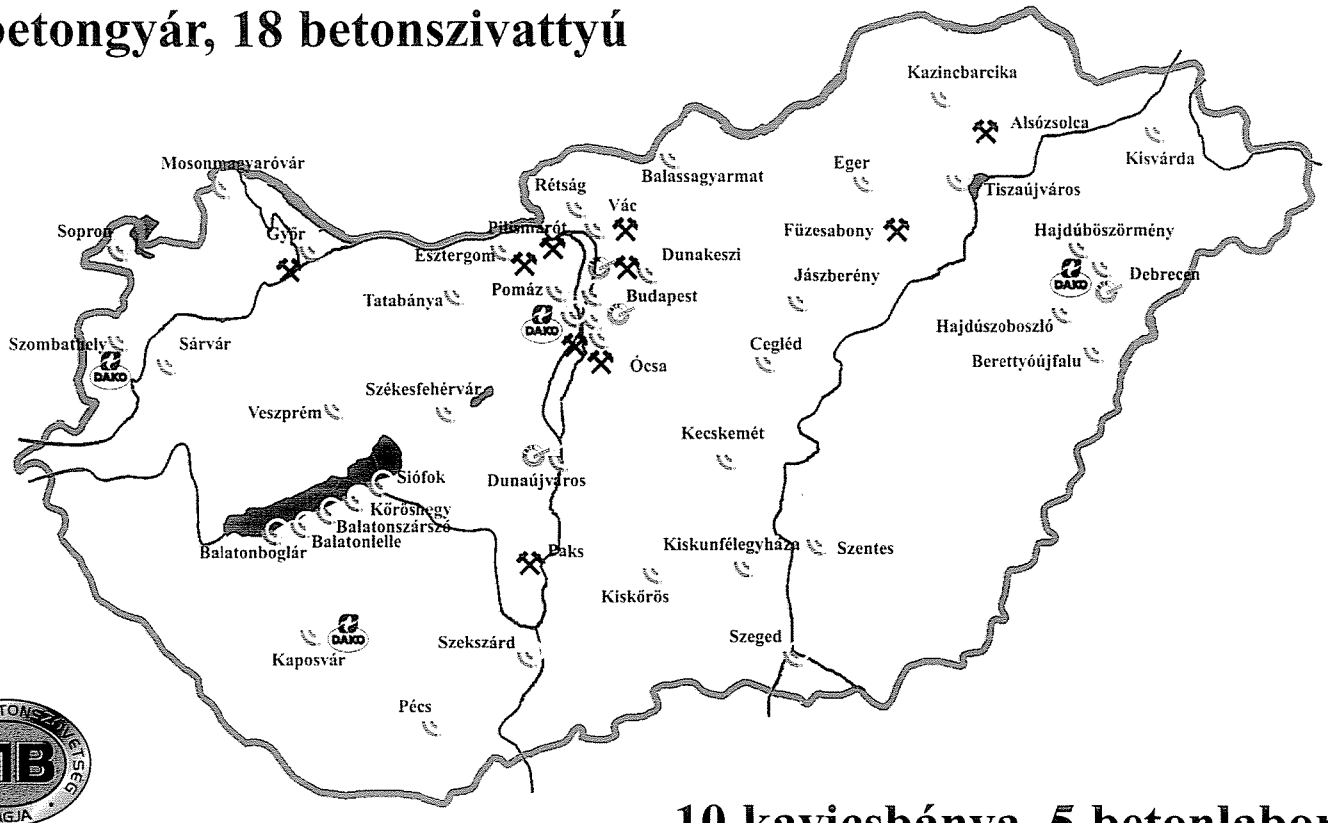 betongyár, 18 betonszivattyú
Kazincbarcika
Alsózsolca
Kisvárda
Mosonmagyaróvár
Balassagyarmat
Eger
Tiszaújváros
Rétság
Vác
Sopron
Győr
Pilismarót
Füzesabony
Hajdúböszörmény
Esztergom
Dunakeszi
Debrecen
Jászberény
DAKO
Tatabánya
Pomáz
Budapest
DAKO
Hajdúszoboszló
Szombathely
Sárvár
Cegléd
Berettyóújfalu
DAKO
Ócsa
Székesfehérvár
Veszprém
Kecskemét
Siófok
Dunaújváros
Kőröshegy
Balatonszárszó
Balatonlelle
Balatonboglár
Paks
Kiskunfélegyháza
Szentes
Kiskőrös
DAKO
Kaposvár
Szekszárd
Szeged
Pécs
10 kavicsbánya, 5 betonlabor